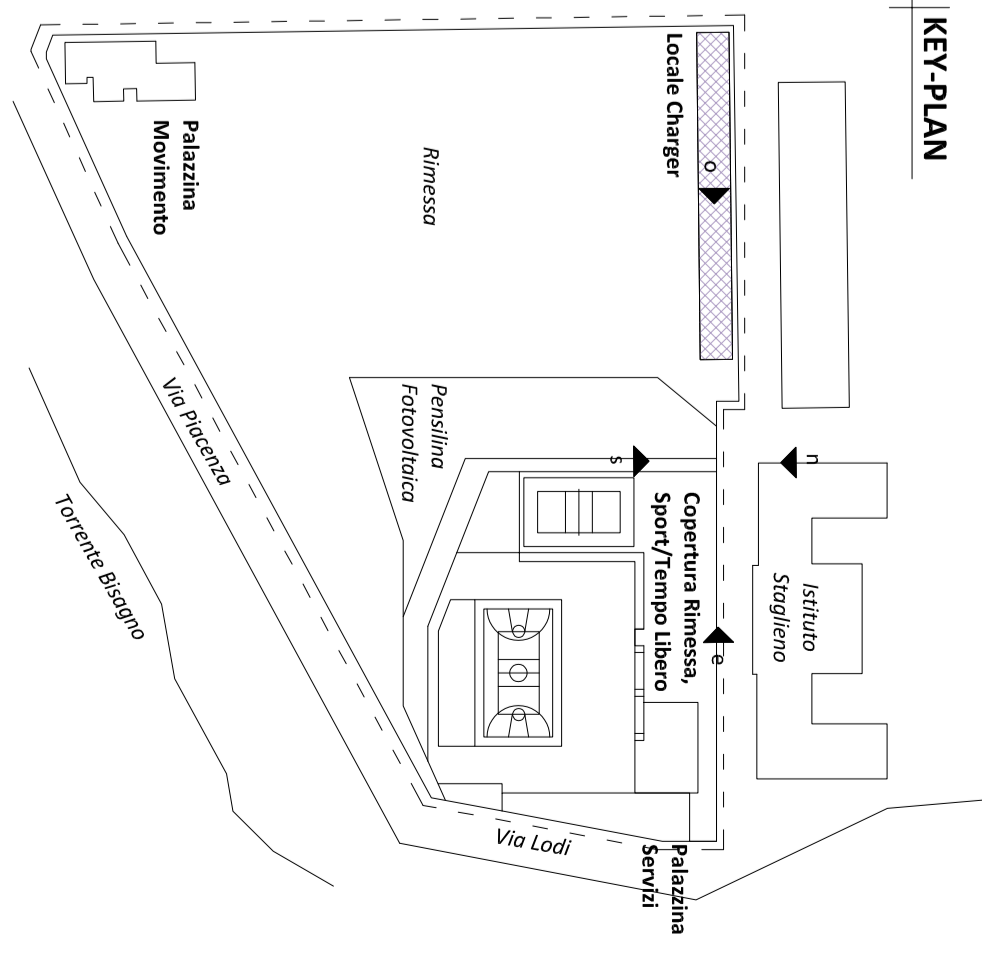 KEY-PLAN
Locale Charger
o
Rimessa
Palazzina
Movimento
n
s
Pensilina
Fotovoltaica
Via Piacenza
Torrente Bisagno
Istituto
Staglieno
Copertura Rimessa,
Sport/Tempo Libero
e
Via Lodi
Palazzina
Servizi